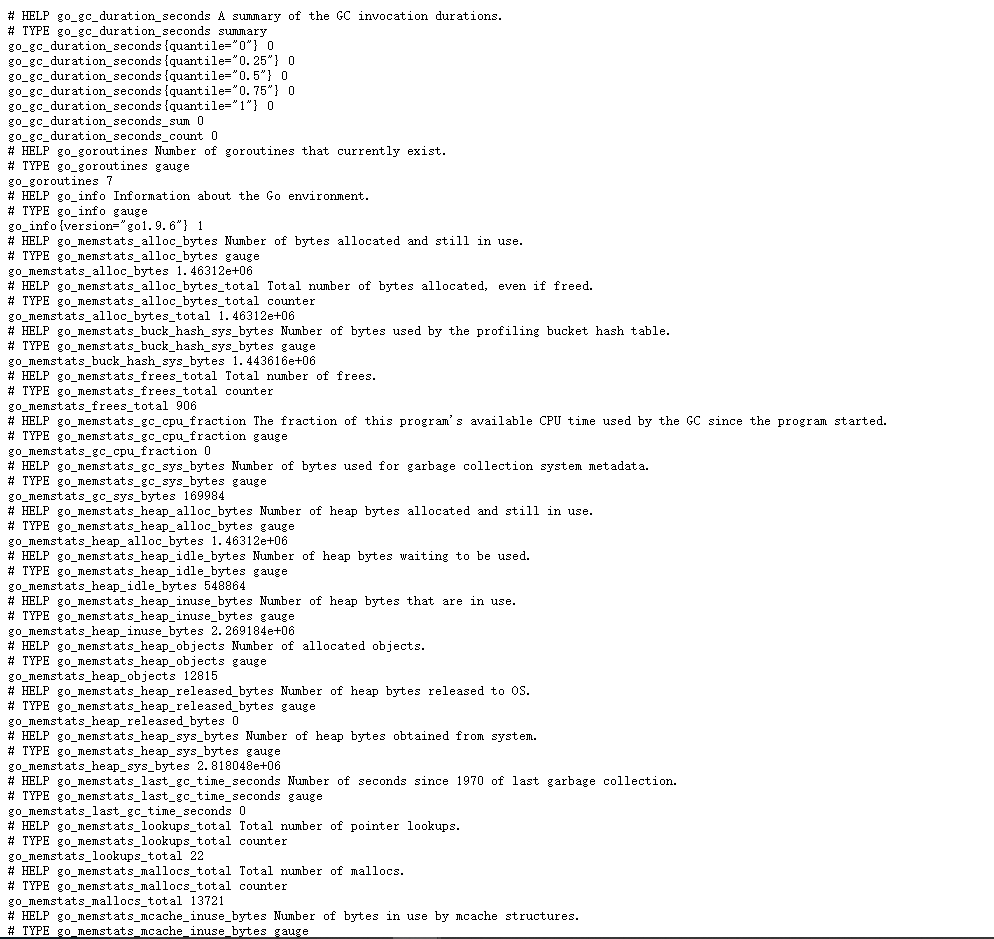 # HELP go_gc_duration_seconds A summary of the GC invocation durations.
# TYPE go_gc_duration_seconds summary
go_gc_duration_seconds{quantile="0"} 0
go_gc_duration_seconds{quantile="0.25"} 0
go_gc_duration_seconds{quantile="0.5"} 0
go_gc_duration_seconds{quantile="0.75"} 0
go_gc_duration_seconds{quantile="1"} 0
go_gc_duration_seconds_sum 0
go_gc_duration_seconds_count 0
# HELP go_goroutines Number of goroutines that currently exist.
# TYPE go_goroutines gauge
go_goroutines 7
# HELP go_info Information about the Go environment.
# TYPE go_info gauge
go_info{version="go1.9.6"} 1
# HELP go_memstats_alloc_bytes Number of bytes allocated and still in use.
# TYPE go_memstats_alloc_bytes gauge
go_memstats_alloc_bytes 1.46312e+06
# HELP go_memstats_alloc_bytes_total Total number of bytes allocated, even if freed.
# TYPE go_memstats_alloc_bytes_total counter
go_memstats_alloc_bytes_total 1.46312e+06
# HELP go_memstats_buck_hash_sys_bytes Number of bytes used by the profiling bucket hash table.
# TYPE go_memstats_buck_hash_sys_bytes gauge
go_memstats_buck_hash_sys_bytes 1.443616e+06
# HELP go_memstats_frees_total Total number of frees.
# TYPE go_memstats_frees_total counter
go_memstats_frees_total 906
# HELP go_memstats_gc_cpu_fraction The fraction of this program's available CPU time used by the GC since the program started.
# TYPE go_memstats_gc_cpu_fraction gauge
go_memstats_gc_cpu_fraction 0
# HELP go_memstats_gc_sys_bytes Number of bytes used for garbage collection system metadata.
# TYPE go_memstats_gc_sys_bytes gauge
go_memstats_gc_sys_bytes 169984
# HELP go_memstats_heap_alloc_bytes Number of heap bytes allocated and still in use.
# TYPE go_memstats_heap_alloc_bytes gauge
go_memstats_heap_alloc_bytes 1.46312e+06
# HELP go_memstats_heap_idle_bytes Number of heap bytes waiting to be used.
# TYPE go_memstats_heap_idle_bytes gauge
go_memstats_heap_idle_bytes 548864
# HELP go_memstats_heap_inuse_bytes Number of heap bytes that are in use.
# TYPE go_memstats_heap_inuse_bytes gauge
go_memstats_heap_inuse_bytes 2.269184e+06
# HELP go_memstats_heap_objects Number of allocated objects.
# TYPE go_memstats_heap_objects gauge
go_memstats_heap_objects 12815
# HELP go_memstats_heap_released_bytes Number of heap bytes released to OS.
# TYPE go_memstats_heap_released_bytes gauge
go_memstats_heap_released_bytes 0
# HELP go_memstats_heap_sys_bytes Number of heap bytes obtained from system.
# TYPE go_memstats_heap_sys_bytes gauge
go_memstats_heap_sys_bytes 2.818048e+06
# HELP go_memstats_last_gc_time_seconds Number of seconds since 1970 of last garbage collection.
# TYPE go_memstats_last_gc_time_seconds gauge
go_memstats_last_gc_time_seconds 0
# HELP go_memstats_lookups_total Total number of pointer lookups.
# TYPE go_memstats_lookups_total counter
go_memstats_lookups_total 22
# HELP go_memstats_mallocs_total Total number of mallocs.
# TYPE go_memstats_mallocs_total counter
go_memstats_mallocs_total 13721
# HELP go_memstats_mcache_inuse_bytes Number of bytes in use by mcache structures.
# TYPE go_memstats_mcache_inuse_bytes gauge